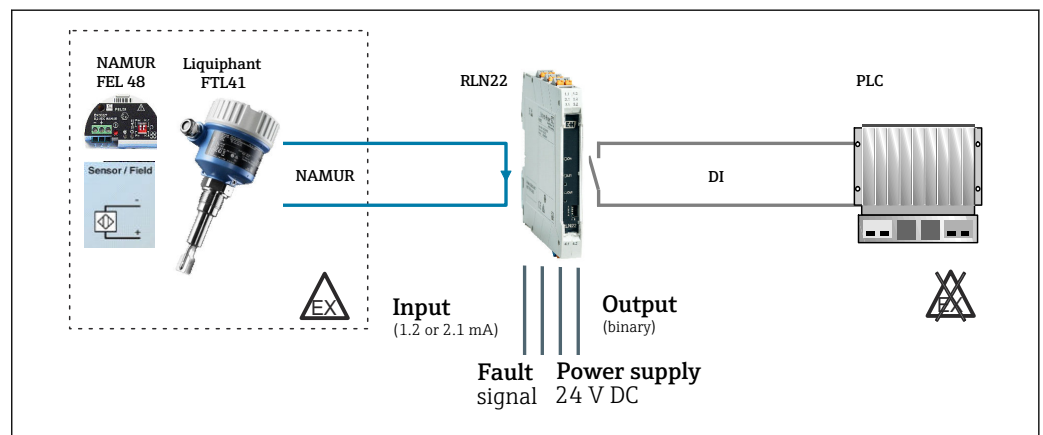 NAMUR
FEL 48
Liquiphant
FTL41
RLN22
PLC
Sensor / Field
-
+
NAMUR
DI
EX
EX
RLN22
Input
(1.2 or 2.1 mA)
Output
(binary)
Fault
signal
Power supply
24 V DC